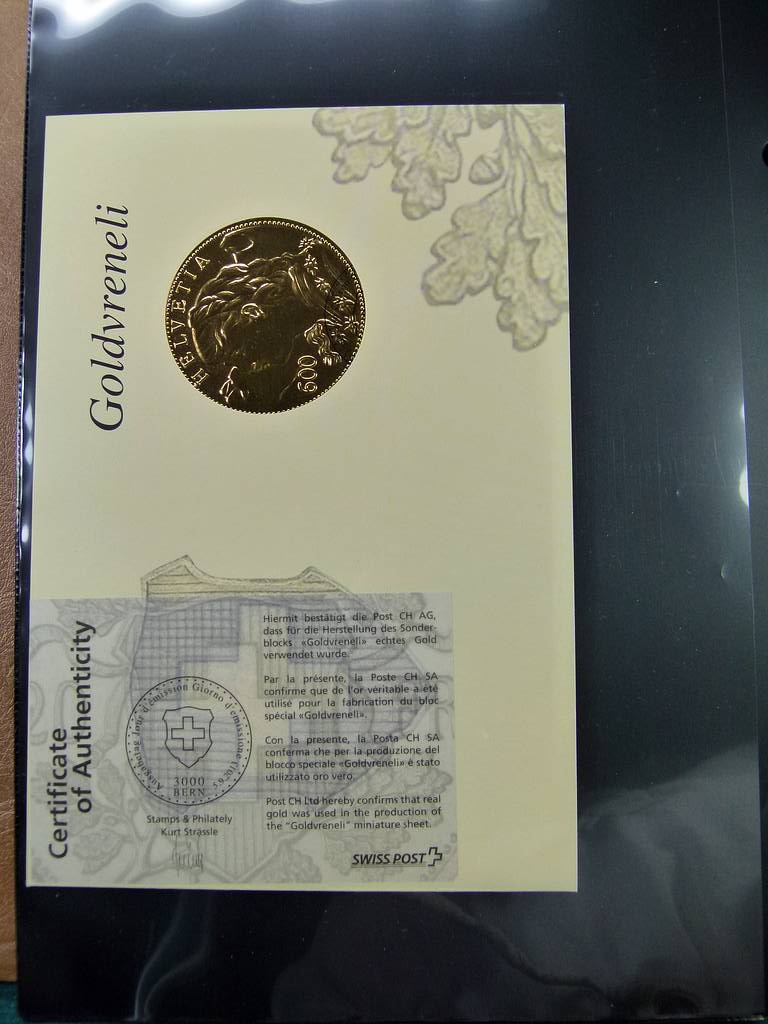 Goldvreneli
HELVETIA
600
Certificate
of Authenticity
Ausgabetag Jour d'émission Giorno d'emissione
3000
BERN
Stamps & Philately
Kurt Strässle
Hiermit bestätigt die Post CH AG,
dass für die Herstellung des Sonder-
blocks «Goldvreneli» echtes Gold
verwendet wurde.
Par la présente, la Poste CH SA
confirme que de l'or véritable a été
utilisé pour la fabrication du bloc
spécial «Goldvreneli».
Con la presente, la Posta CH SA
conferma che per la produzione del
blocco speciale «Goldvreneli» è stato
utilizzato oro vero.
Post CH Ltd hereby confirms that real
gold was used in the production of
the "Goldvreneli" miniature sheet.
SWISS POST